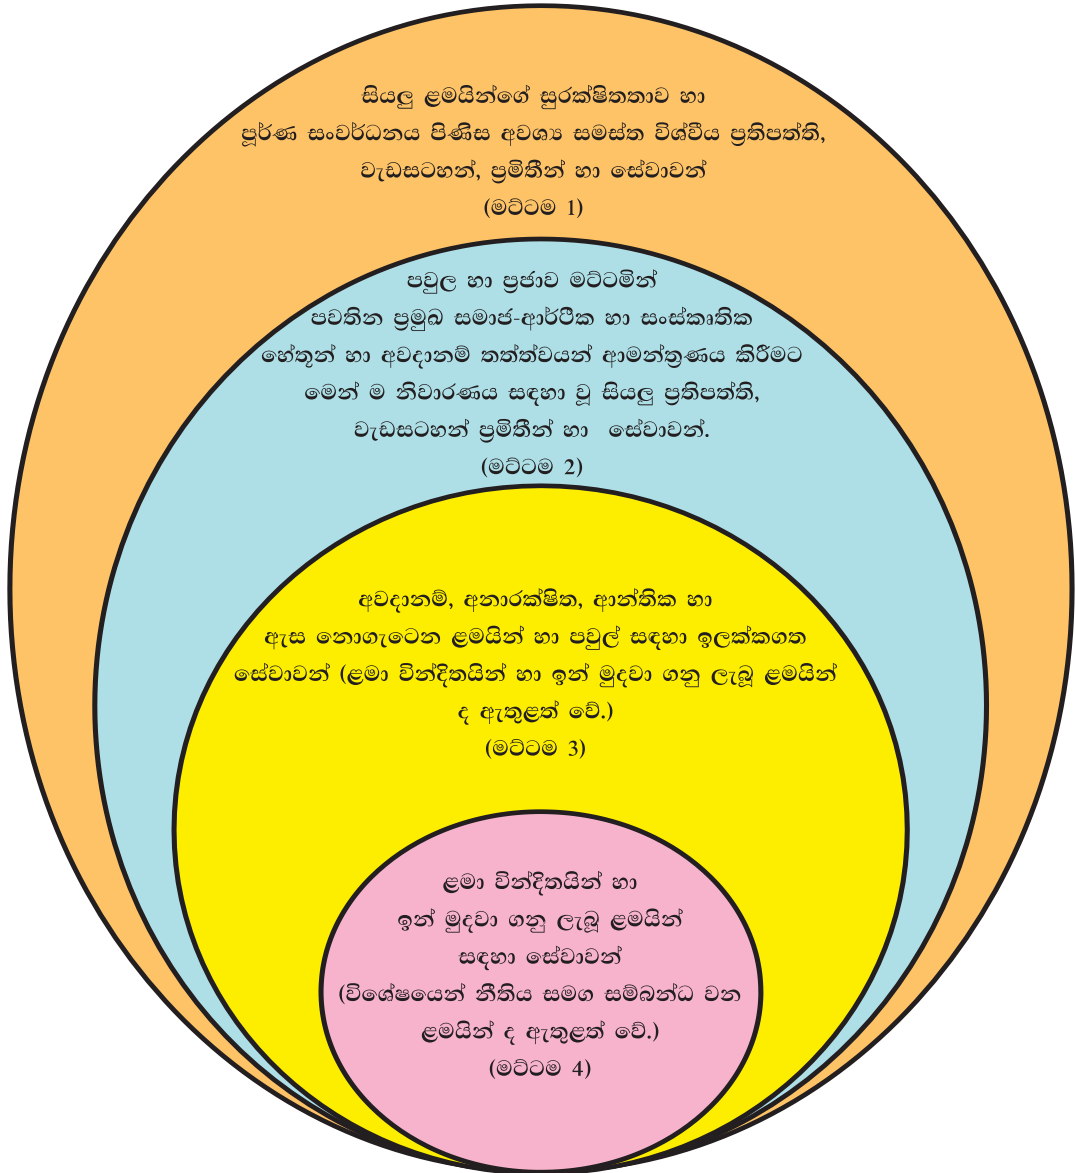 සියලු ළමයින්ගේ සුරක්ෂිතතාව හා
පූර්ණ සංවර්ධනය පිණිස අවශ්‍ය සමස්ත විශ්වීය ප්‍රතිපත්ති,
වැඩසටහන්, ප්‍රමිතීන් හා සේවාවන්
(මට්ටම 1)
පවුල හා ප්‍රජාව මට්ටමින්
පවතින ප්‍රමුඛ සමාජ-ආර්ථික හා සංස්කෘතික
හේතූන් හා අවදානම් තත්ත්වයන් ආමන්ත්‍රණය කිරීමට
මෙන් ම නිවාරණය සඳහා වූ සියලු ප්‍රතිපත්ති,
වැඩසටහන් ප්‍රමිතීන් හා සේවාවන්.
(මට්ටම 2)
අවදානම්, අනාරක්ෂිත, ආන්තික හා
ඇස නොගැටෙන ළමයින් හා පවුල් සඳහා ඉලක්කගත
සේවාවන් (ළමා වින්දිතයින් හා ඉන් මුදවා ගනු ලැබූ ළමයින්
ද ඇතුළත් වේ.)
(මට්ටම 3)
ළමා වින්දිතයින් හා
ඉන් මුදවා ගනු ලැබූ ළමයින්
සඳහා සේවාවන්
(විශේෂයෙන් නීතිය සමග සම්බන්ධ වන
ළමයින් ද ඇතුළත් වේ.)
(මට්ටම 4)